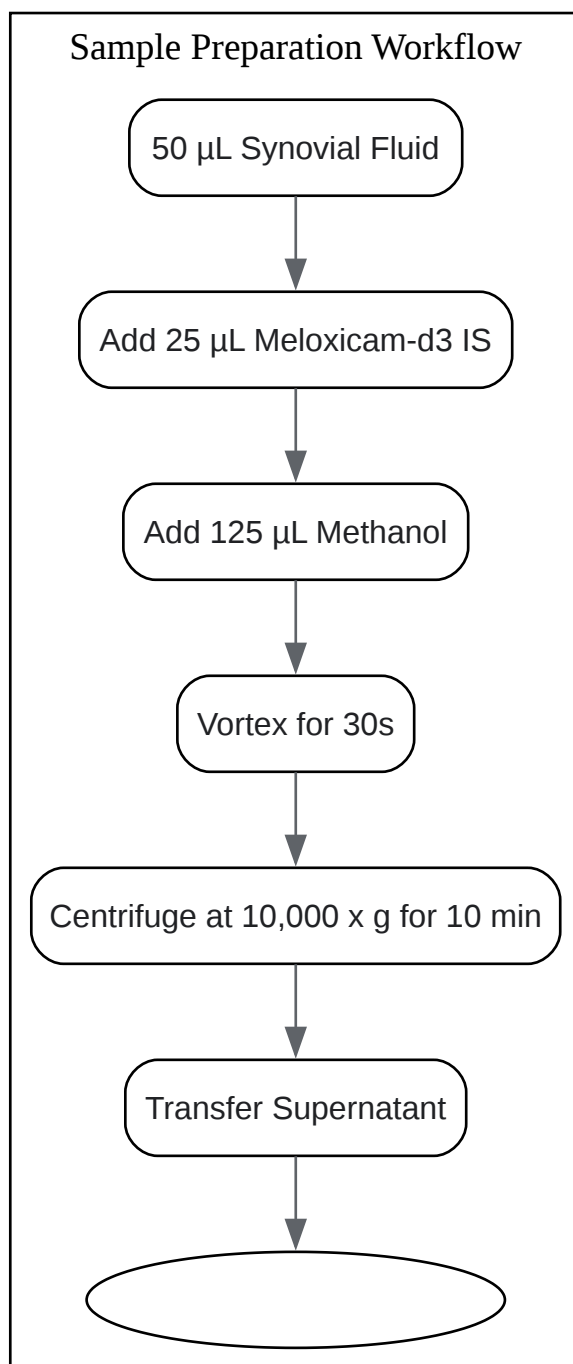 Sample Preparation Workflow
50 µL Synovial Fluid
Add 25 µL Meloxicam-d3 IS
Add 125 µL Methanol
Vortex for 30s
Centrifuge at 10,000 x g for 10 min
Transfer Supernatant